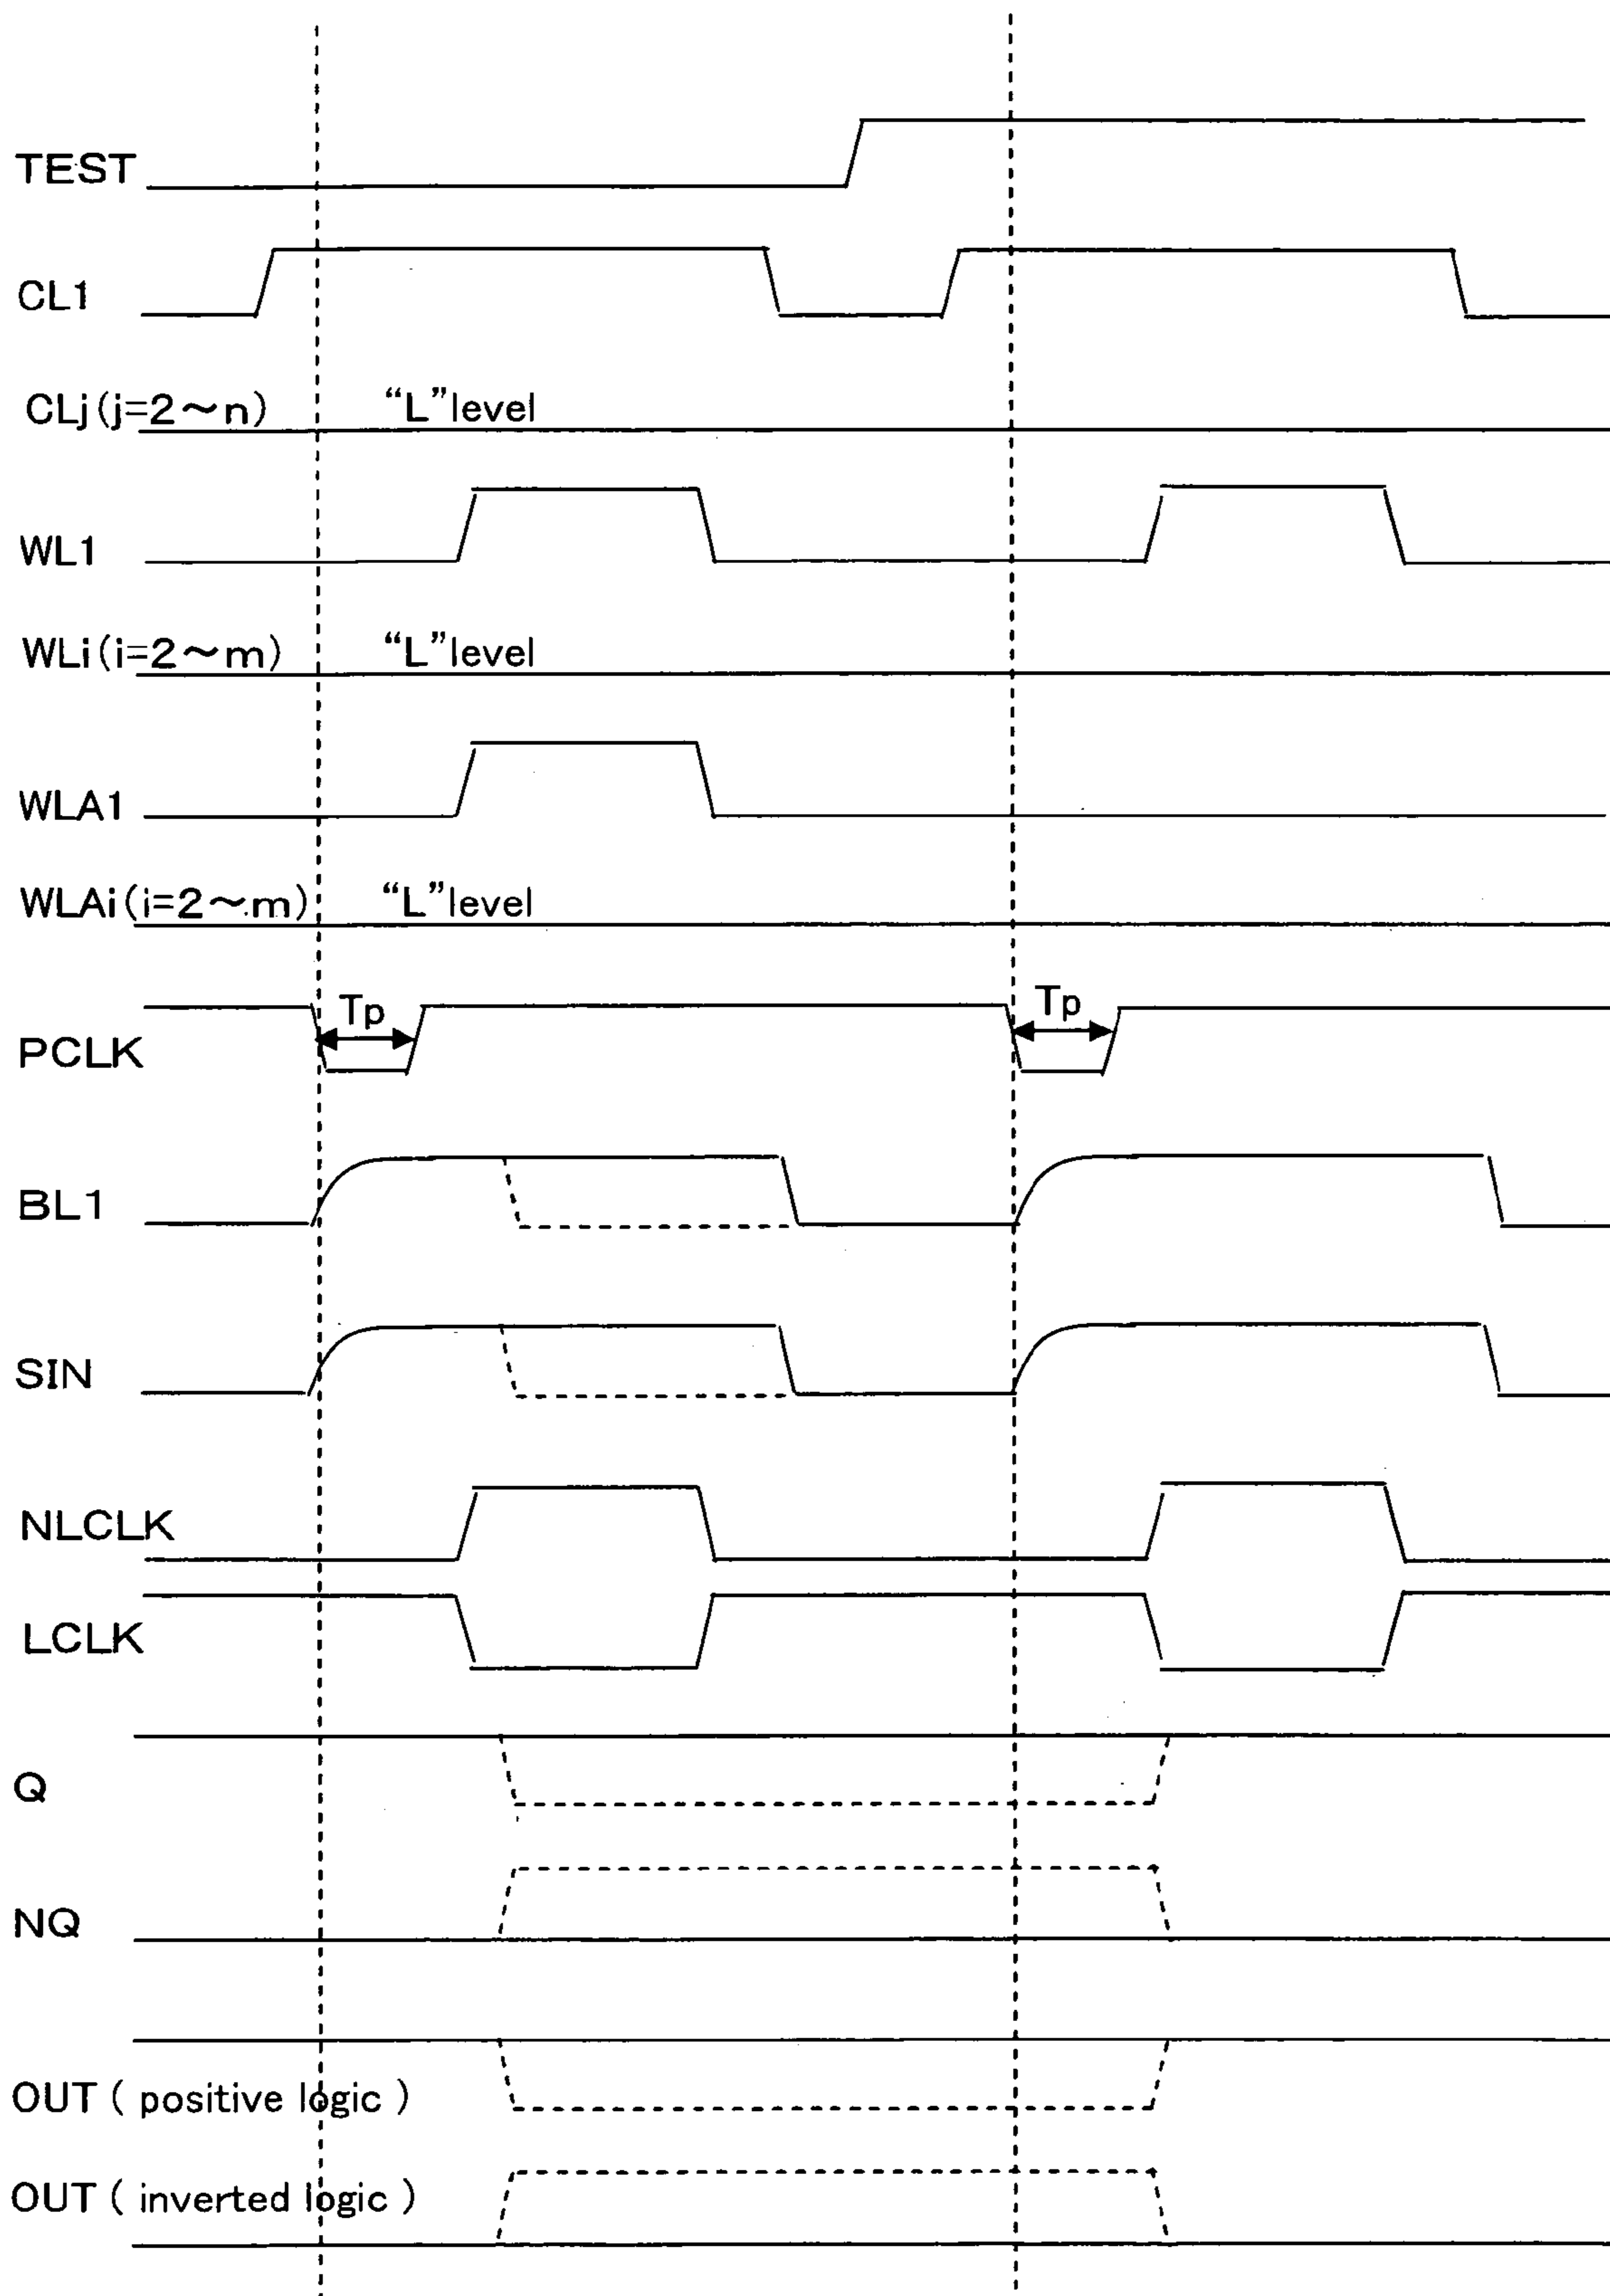 TEST
CL1
CLj(j=2～n) “L”level
WL1
WLi(i=2～m) “L”level
WLA1
WLAi(i=2～m) “L”level
Tp Tp
PCLK
BL1
SIN
NLCLK
LCLK
Q
NQ
OUT ( positive logic )
OUT ( inverted logic )